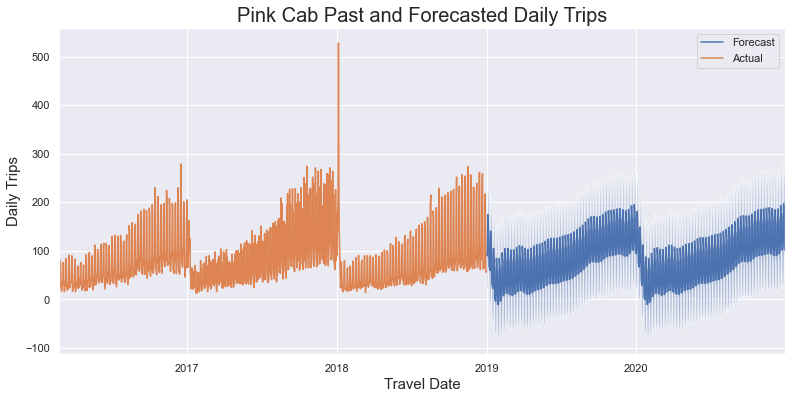 Pink Cab Past and Forecasted Daily Trips
Forecast
Actual
Daily Trips
500
400
300
200
100
0
−100
2017
2018
2019
2020
Travel Date